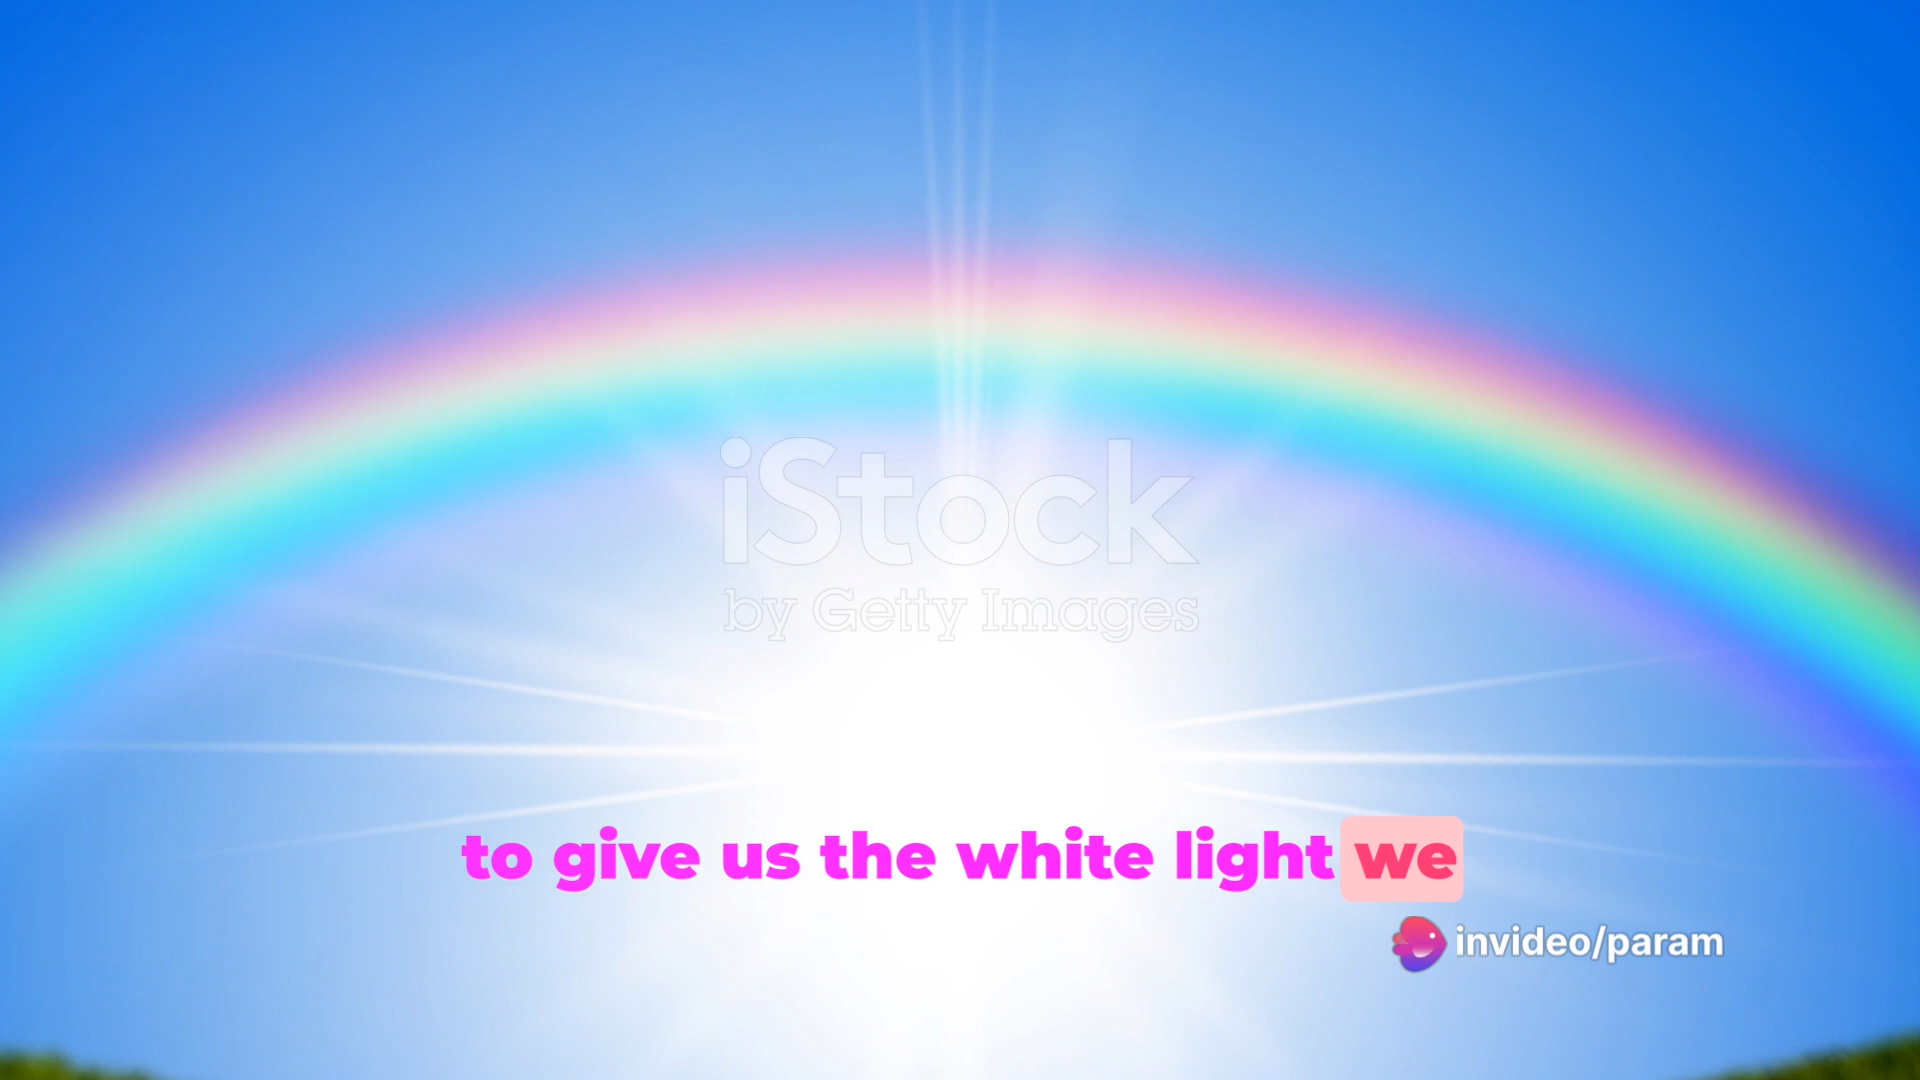 iStock
by Getty Images
to give us the white light we
invideo/param